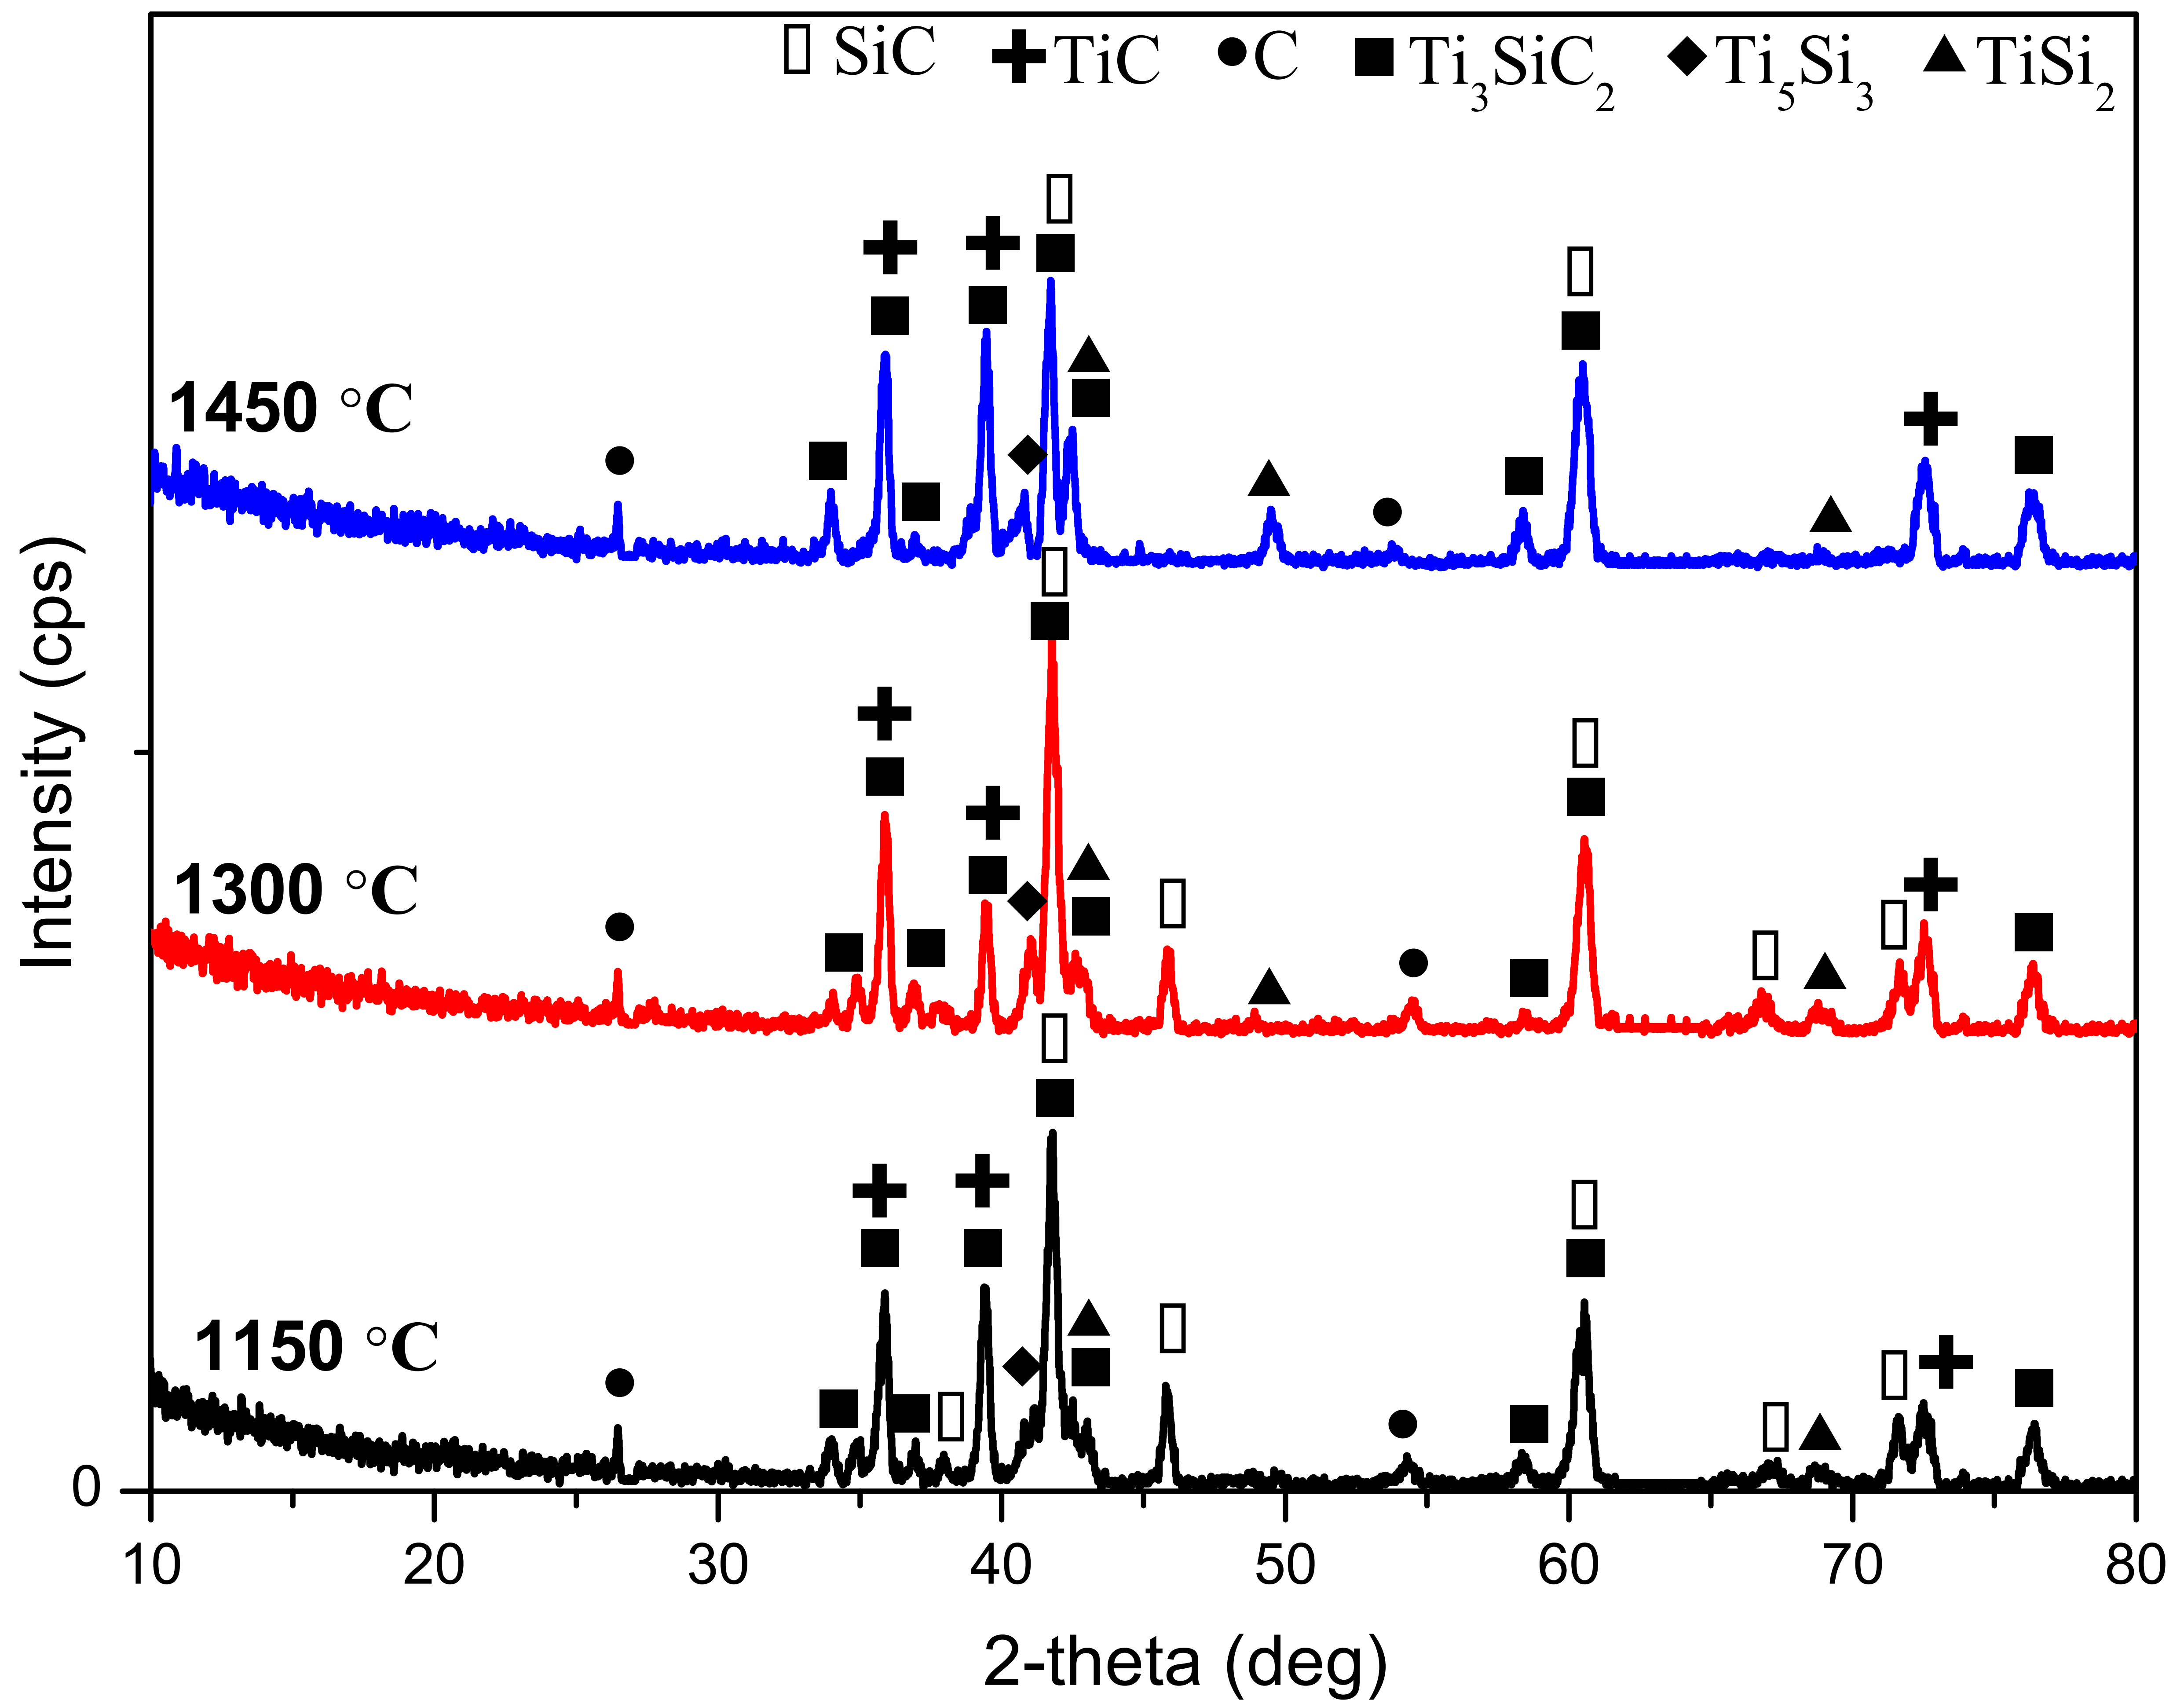 SiC TiC C Ti3SiC2 Ti5Si3 TiSi2
1450 °C
1300 °C
1150 °C
Intensity (cps)
0
10 20 30 40 50 60 70 80
2-theta (deg)